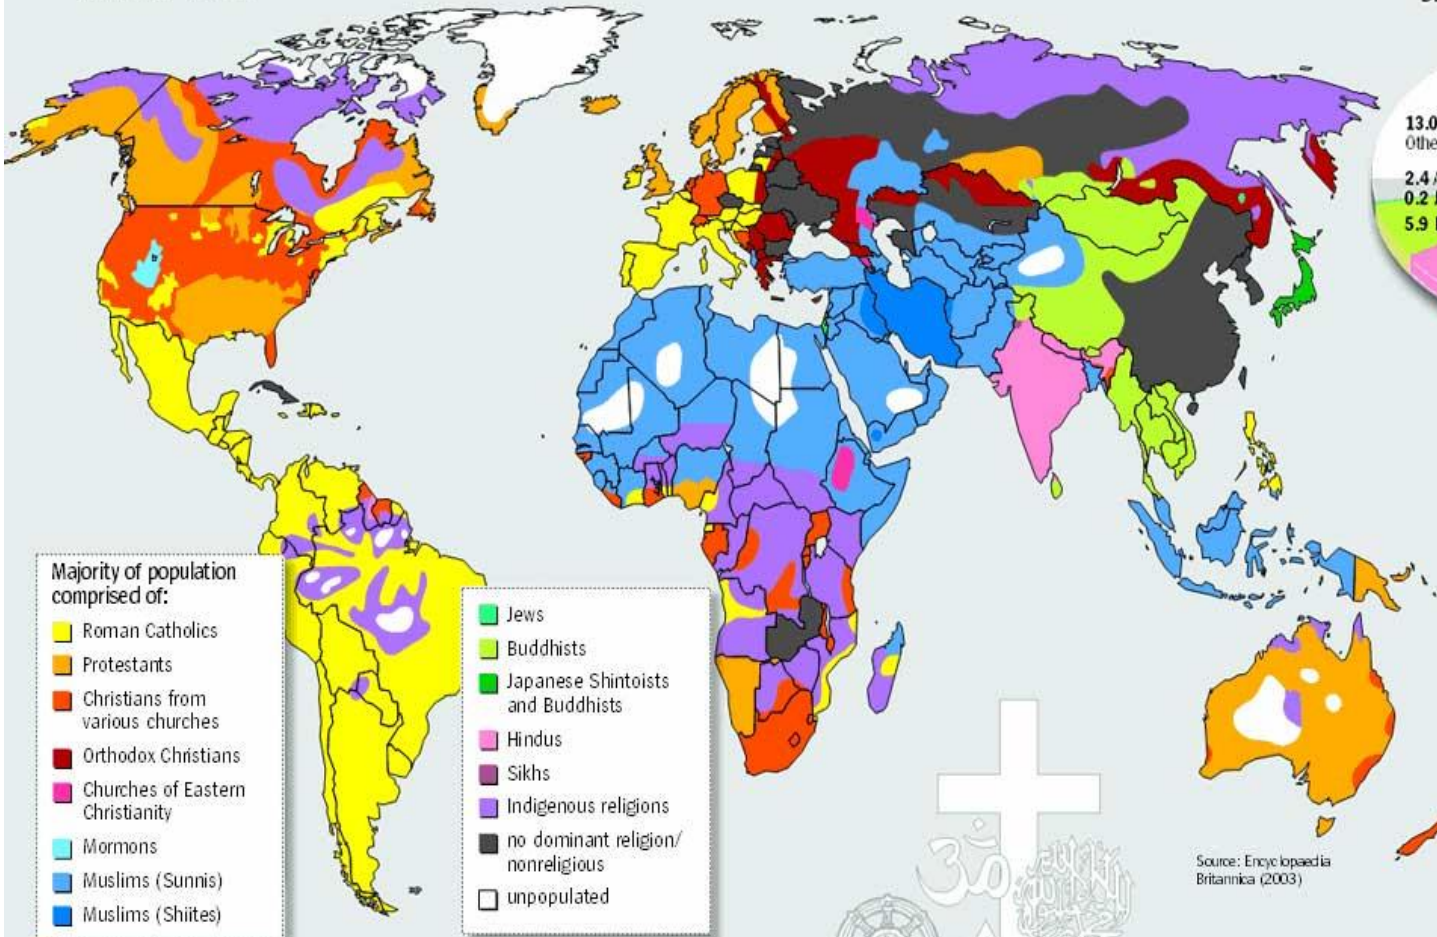 13.0
Othe
2.4
0.2
5.9
Majority of population
comprised of:
Roman Catholics
Protestants
Christians from
various churches
Orthodox Christians
Churches of Eastern
Christianity
Mormons
Muslims (Sunnis)
Muslims (Shiites)
Jews
Buddhists
Japanese Shintoists
and Buddhists
Hindus
Sikhs
Indigenous religions
no dominant religion/
nonreligious
unpopulated
Source: Encyclopaedia
Britannica (2003)
ॐ